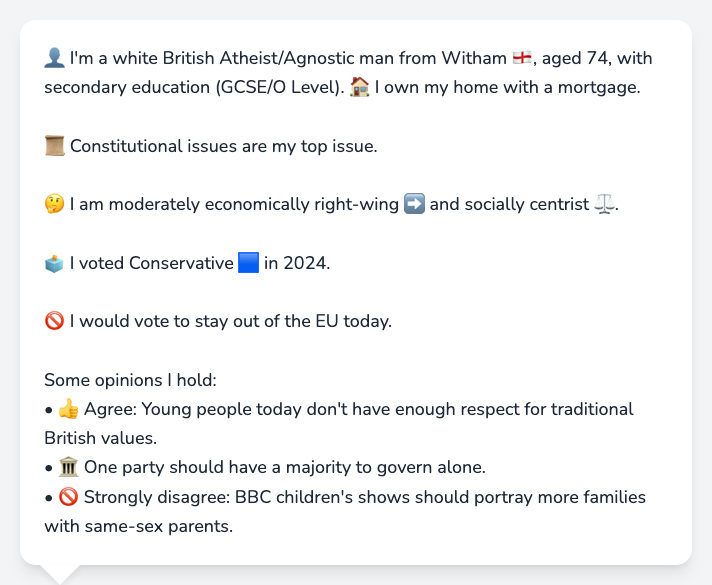 👤 I'm a white British Atheist/Agnostic man from Witham 🏴󠁧󠁢󠁥󠁮󠁧󠁿, aged 74, with
secondary education (GCSE/O Level). 🏠 I own my home with a mortgage.
📜 Constitutional issues are my top issue.
🤔 I am moderately economically right-wing ➡️ and socially centrist ⚖️.
🗳️ I voted Conservative 🟦 in 2024.
🚫 I would vote to stay out of the EU today.
Some opinions I hold:
• 👍 Agree: Young people today don't have enough respect for traditional
British values.
• 🏛️ One party should have a majority to govern alone.
• 🚫 Strongly disagree: BBC children's shows should portray more families
with same-sex parents.